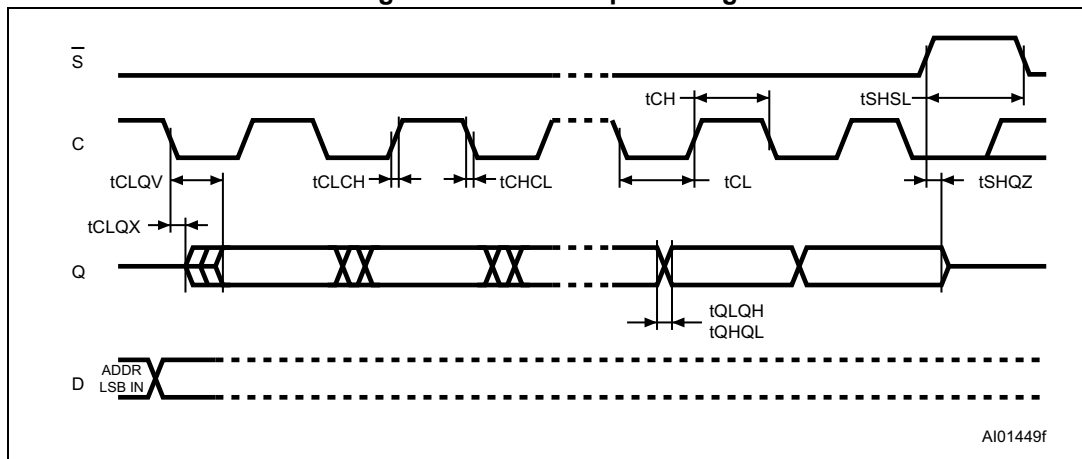 S
tCH
tSHSL
C
tCLQV
tCLCH
tCHCL
tCL
tSHQZ
tCLQX
Q
tQLQH
tQHQL
ADDR
D
LSB IN
AI01449f